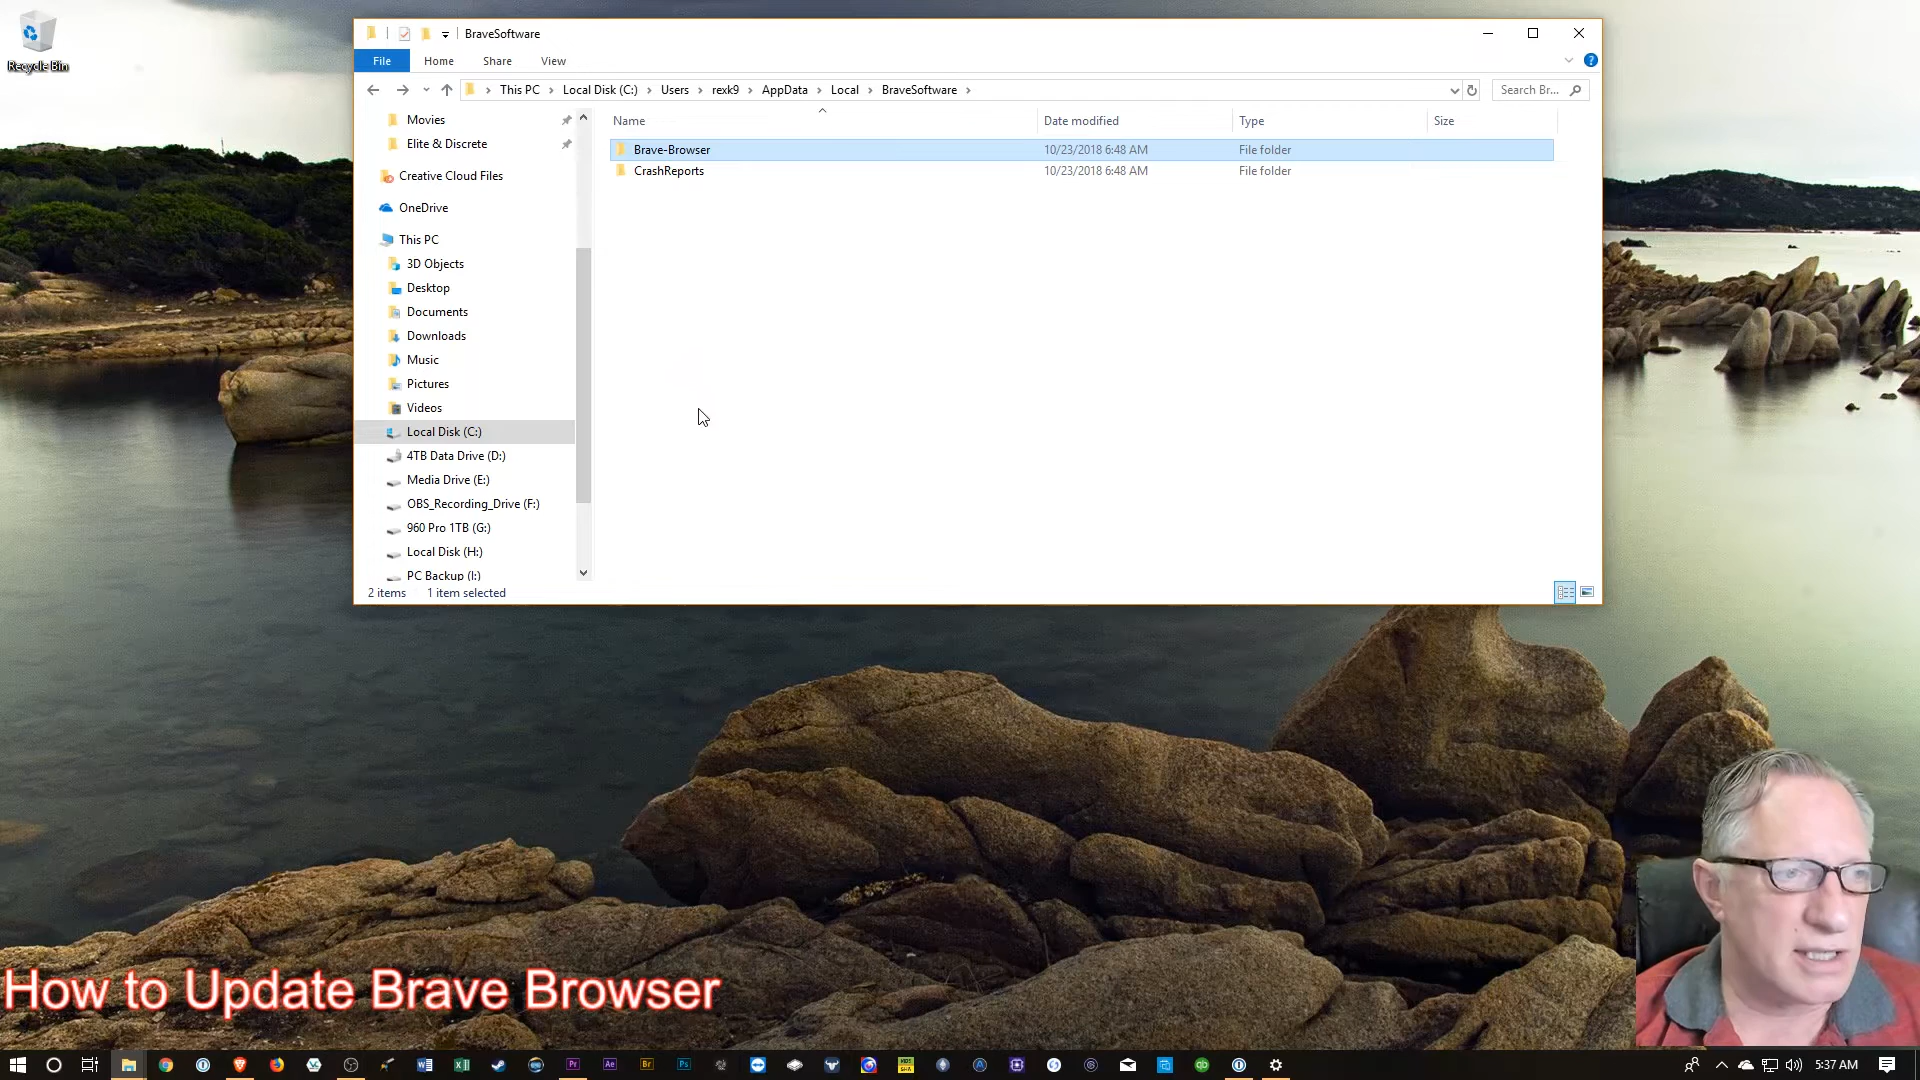 Recycle Bin
BraveSoftware
File Home Share View
This PC Local Disk (C:) Users rexk9 AppData Local BraveSoftware
Search Br...
Name Date modified Type Size
Brave-Browser 10/23/2018 6:48 AM File folder
CrashReports 10/23/2018 6:48 AM File folder
Movies
Elite & Discrete
Creative Cloud Files
OneDrive
This PC
3D Objects
Desktop
Documents
Downloads
Music
Pictures
Videos
Local Disk (C:)
4TB Data Drive (D:)
Media Drive (E:)
OBS_Recording_Drive (F:)
960 Pro 1TB (G:)
Local Disk (H:)
PC Backup (I:)
2 items 1 item selected
How to Update Brave Browser
Pr Ae Br Ps
5:37 AM